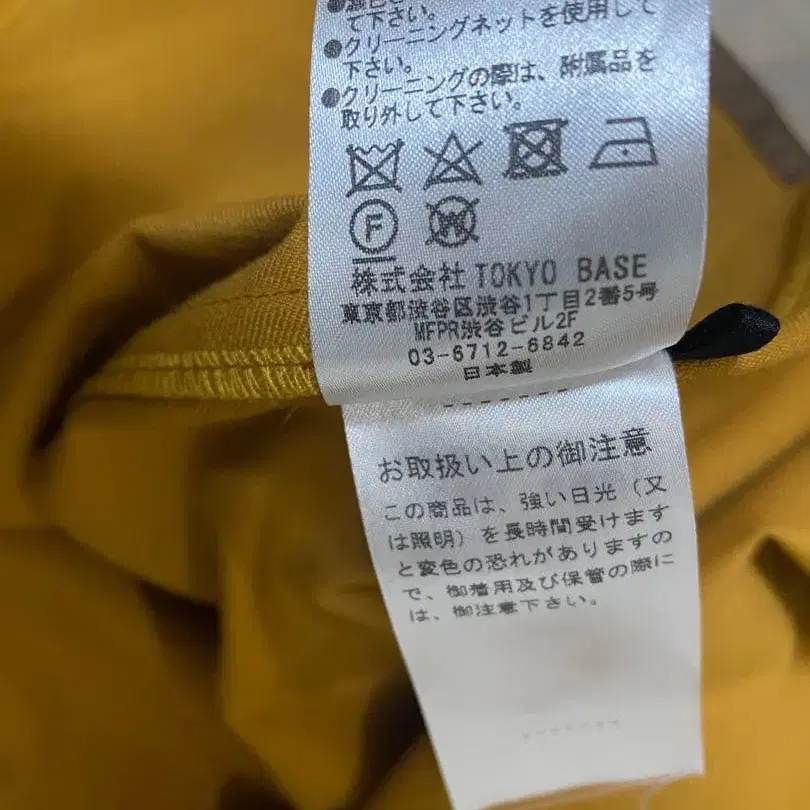 て下さい。
●クリーニングネットを使用して
下さい。
●クリーニングの際は、附属品を
取り外して下さい。
F
W
株式会社 TOKYO BASE
東京都渋谷区渋谷1丁目2番5号
MFPR渋谷ビル2F
03-6712-6842
日本製
お取扱い上の御注意
この商品は、強い日光（又
は照明）を長時間受けます
と変色の恐れがありますの
で、御着用及び保管の際に
は、御注意下さい。